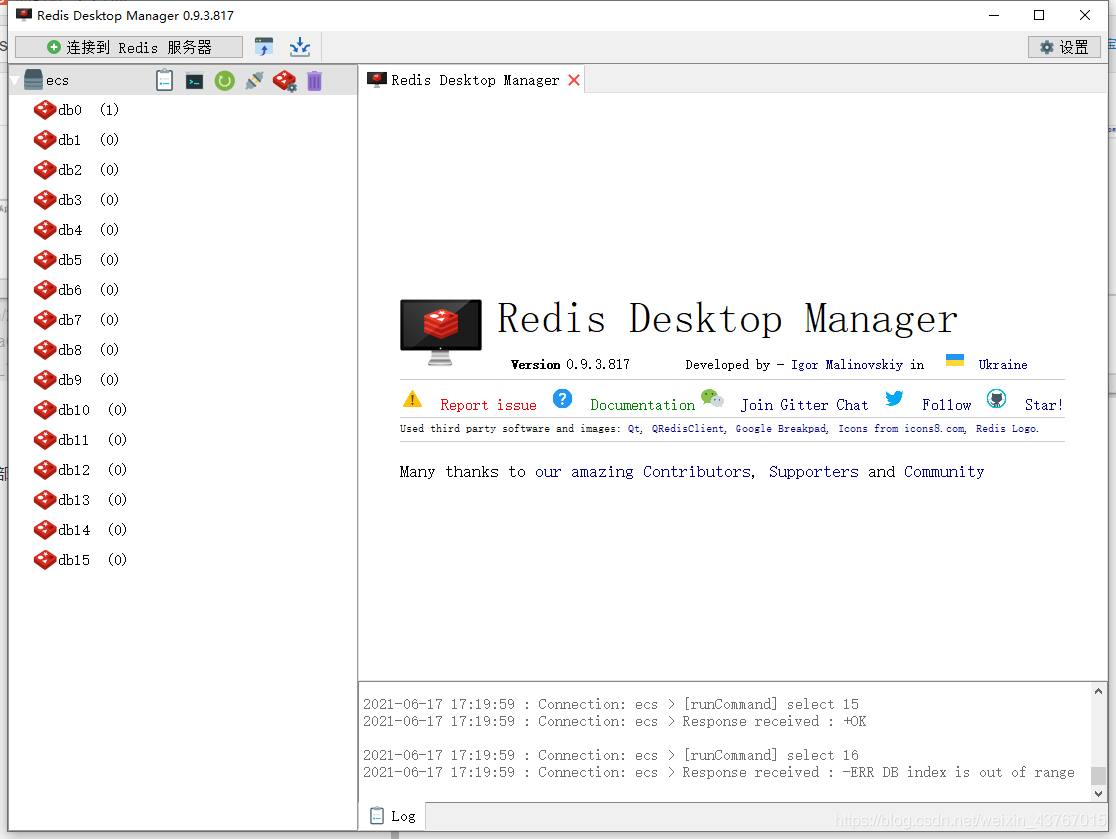 Redis Desktop Manager 0.9.3.817
连接到 Redis 服务器
设置
ecs
Redis Desktop Manager
db0 (1)
db1 (0)
db2 (0)
db3 (0)
db4 (0)
db5 (0)
db6 (0)
db7 (0)
db8 (0)
db9 (0)
db10 (0)
db11 (0)
db12 (0)
db13 (0)
db14 (0)
db15 (0)
Redis Desktop Manager
Version 0.9.3.817 Developed by - Igor Malinovskiy in Ukraine
Report issue Documentation Join Gitter Chat Follow Star!
Used third party software and images: Qt, QRedisClient, Google Breakpad, Icons from icons8.com, Redis Logo.
Many thanks to our amazing Contributors, Supporters and Community
2021-06-17 17:19:59 : Connection: ecs > [runCommand] select 15
2021-06-17 17:19:59 : Connection: ecs > Response received : +OK
2021-06-17 17:19:59 : Connection: ecs > [runCommand] select 16
2021-06-17 17:19:59 : Connection: ecs > Response received : -ERR DB index is out of range
Log
https://blog.csdn.net/weixin_43767015